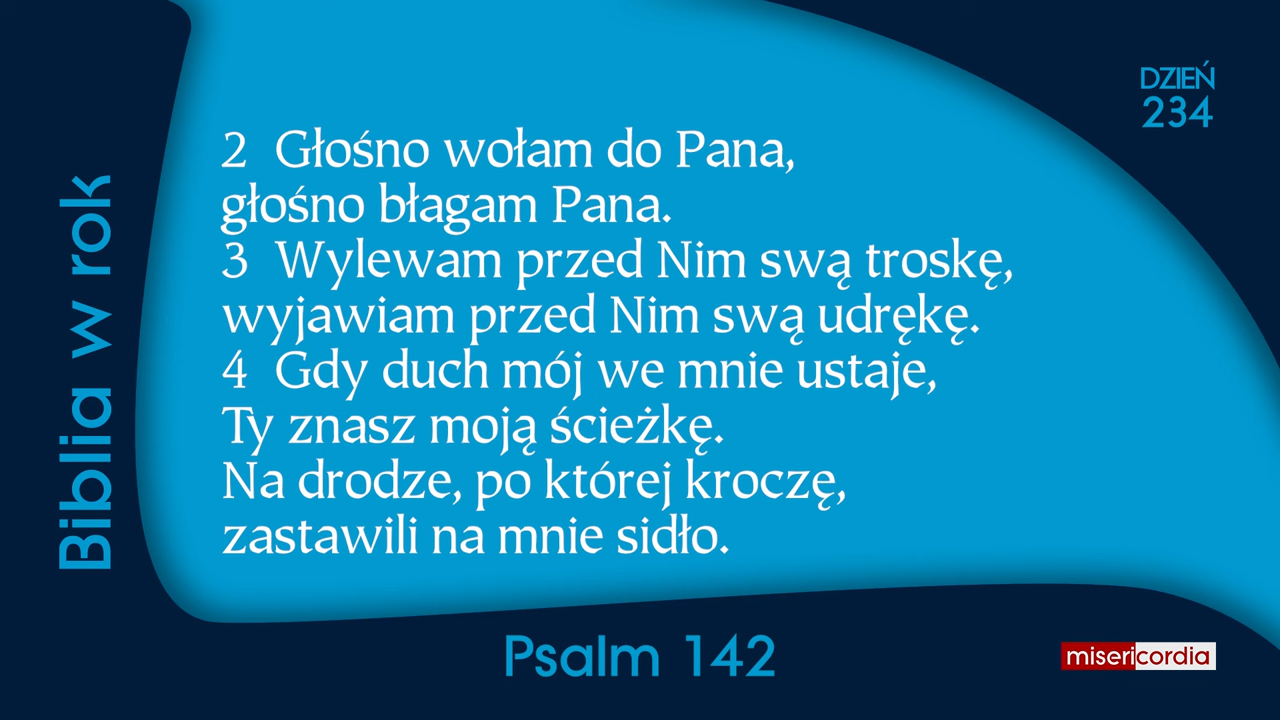 DZIEŃ
234
Biblia w rok
2 Głośno wołam do Pana,
głośno błagam Pana.
3 Wylewam przed Nim swą troskę,
wyjawiam przed Nim swą udrękę.
4 Gdy duch mój we mnie ustaje,
Ty znasz moją ścieżkę.
Na drodze, po której kroczę,
zastawili na mnie sidło.
Psalm 142
misericordia